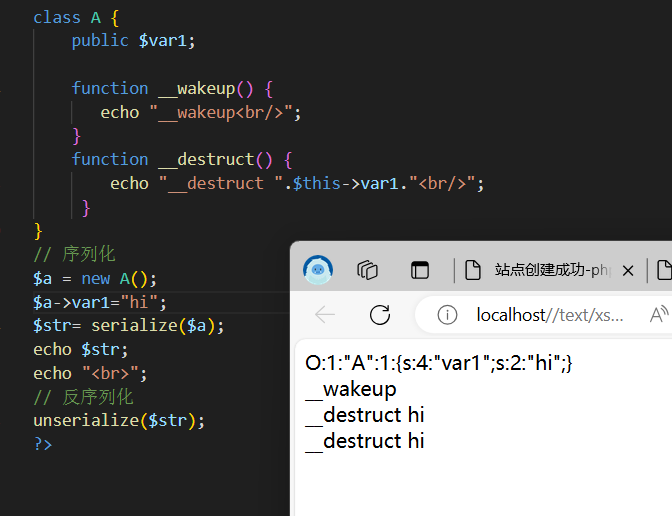 class A {
public $var1;
function __wakeup() {
echo "__wakeup<br/>";
}
function __destruct() {
echo "__destruct ".$this->var1."<br/>";
}
}
// 序列化
$a = new A();
$a->var1="hi";
$str= serialize($a);
echo $str;
echo "<br>";
// 反序列化
unserialize($str);
?>
站点创建成功-php
localhost//text/xs...
A
O:1:"A":1:{s:4:"var1";s:2:"hi";}
__wakeup
__destruct hi
__destruct hi